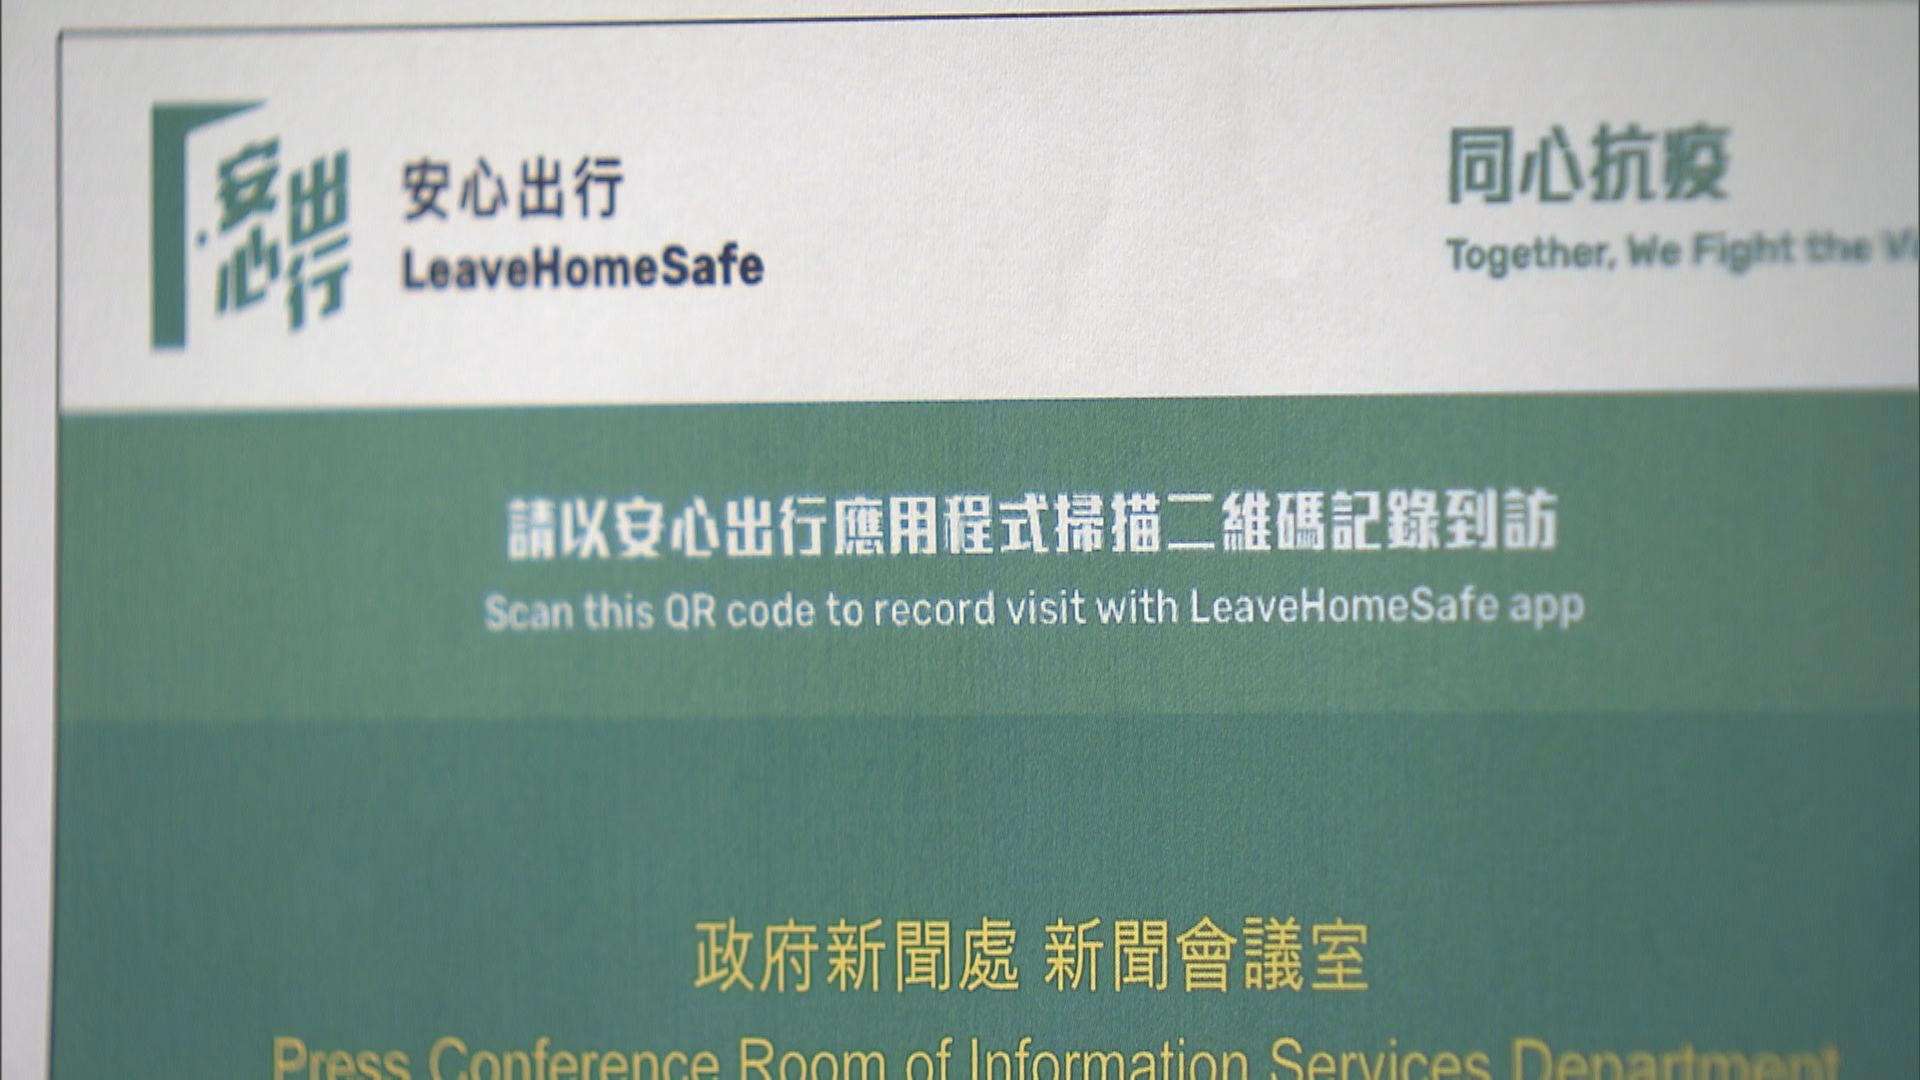 安心出行
安心出行
LeaveHomeSafe
同心抗疫
Together, We Fight the
請以安心出行應用程式掃描二維碼記錄到訪
Scan this QR code to record visit with LeaveHomeSafe app
政府新聞處 新聞會議室
Press Conference Room of Information Services Department